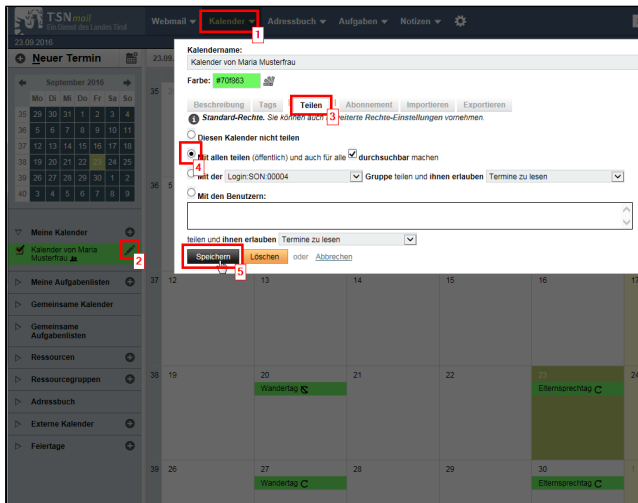 TSNmail
Ein Dienst des Landes Tirol
Webmail Kalender Adressbuch Aufgaben Notizen
1
23.09.2016
Neuer Termin
23.09.
September 2016
Mo Di Mi Do Fr Sa So
35 29 30 31 1 2 3 4
36 5 6 7 8 9 10 11
37 12 13 14 15 16 17 18
38 19 20 21 22 23 24 25
39 26 27 28 29 30 1 2
40 3 4 5 6 7 8 9
Meine Kalender
Kalender von Maria
Musterfrau
2
Meine Aufgabenlisten
Gemeinsame Kalender
Gemeinsame
Aufgabenlisten
Ressourcen
Ressourcegruppen
Adressbuch
Externe Kalender
Feiertage
Kalendername:
Kalender von Maria Musterfrau
Farbe: #70f863
Beschreibung Tags Teilen Abonnement Importieren Exportieren
3
Standard-Rechte. Sie können auch erweiterte Rechte-Einstellungen vornehmen.
Diesen Kalender nicht teilen
Mit allen teilen (öffentlich) und auch für alle durchsuchbar machen
4
Mit der Login:SON:00004 Gruppe teilen und ihnen erlauben Termine zu lesen
Mit den Benutzern:
teilen und ihnen erlauben Termine zu lesen
Speichern Löschen oder Abbrechen
5
35
36 5
37 12 13 14 15 16 17
38 19 20 21 22 23 24
Wandertag Elternsprechtag
39 26 27 28 29 30
Wandertag Elternsprechtag